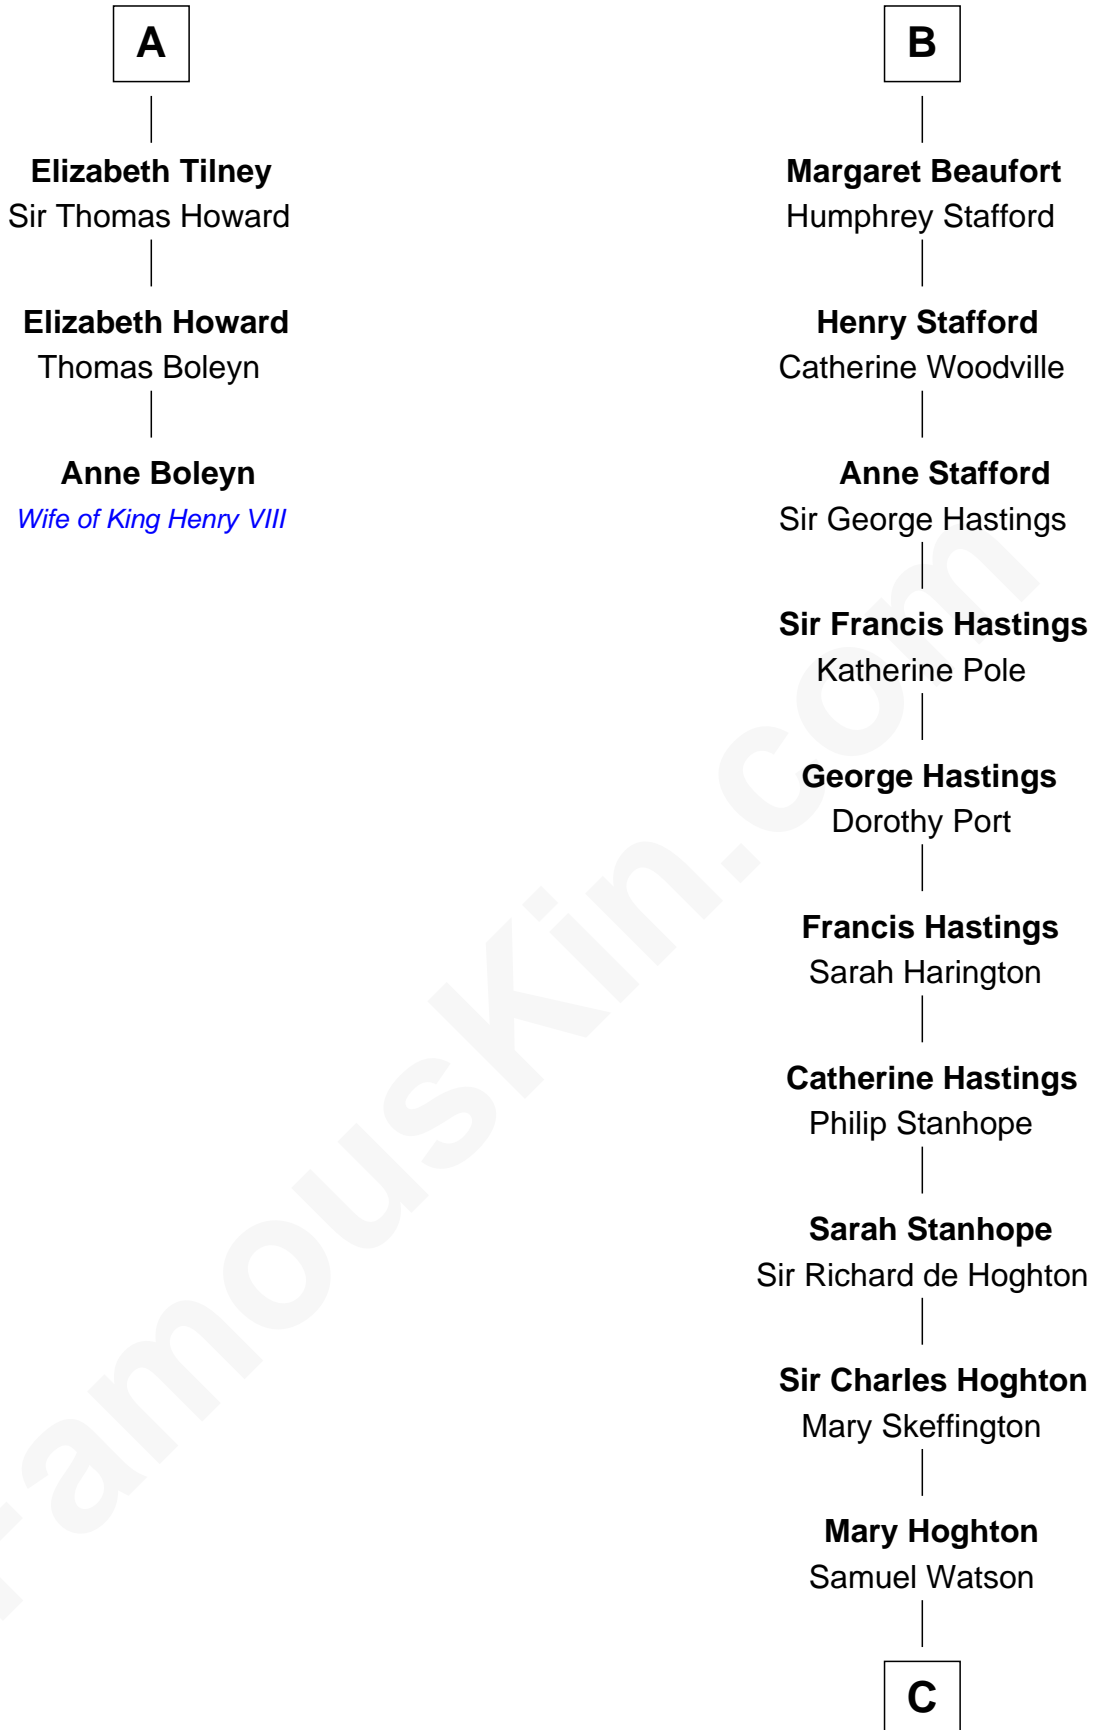 A
Elizabeth Tilney
Sir Thomas Howard
Elizabeth Howard
Thomas Boleyn
Anne Boleyn
Wife of King Henry VIII
B
Margaret Beaufort
Humphrey Stafford
Henry Stafford
Catherine Woodville
Anne Stafford
Sir George Hastings
Sir Francis Hastings
Katherine Pole
George Hastings
Dorothy Port
Francis Hastings
Sarah Harington
Catherine Hastings
Philip Stanhope
Sarah Stanhope
Sir Richard de Hoghton
Sir Charles Hoghton
Mary Skeffington
Mary Hoghton
Samuel Watson
C
FamousKin.com